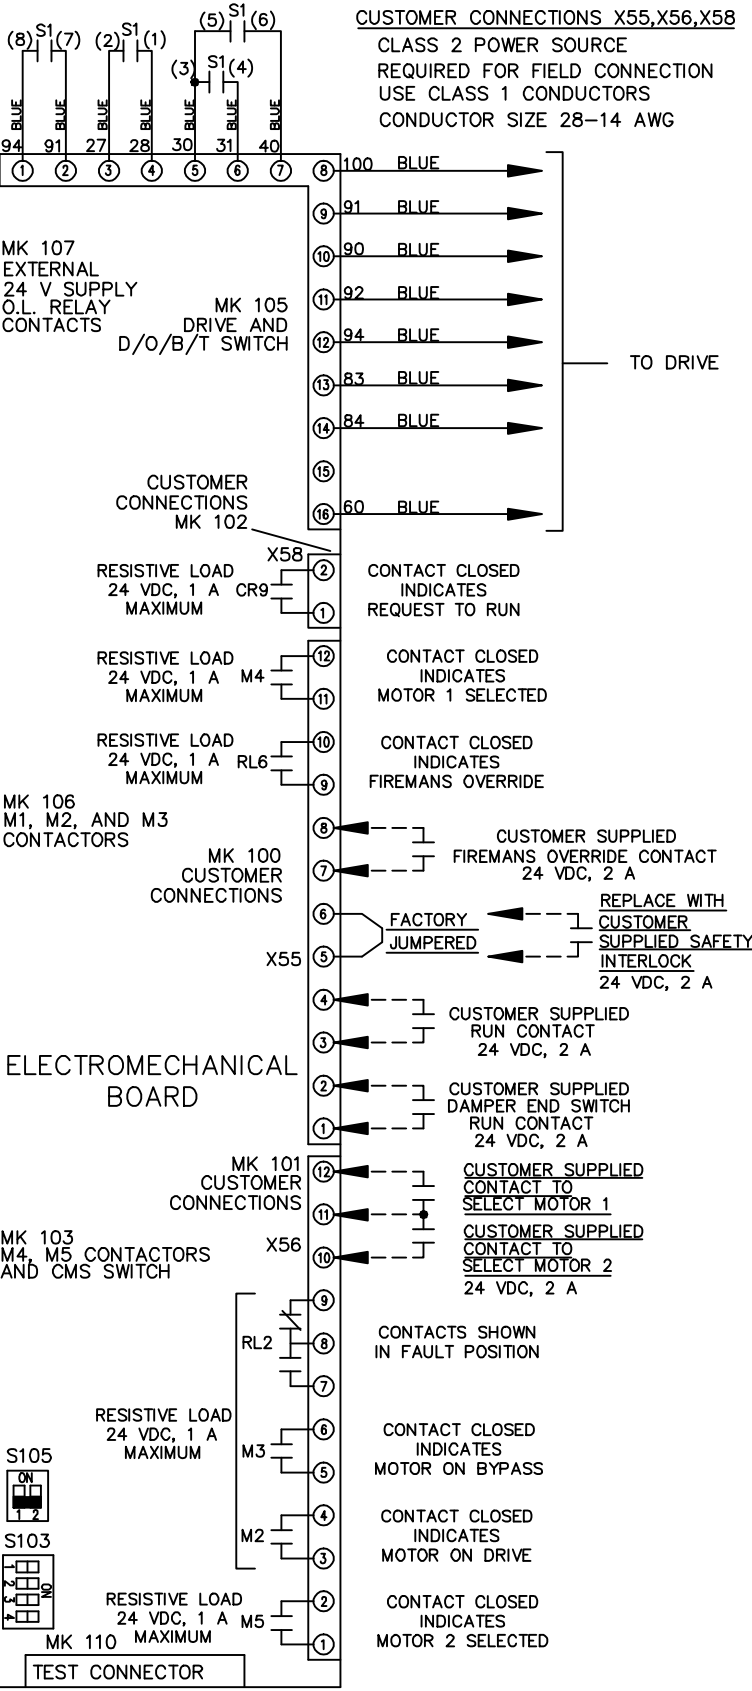 CUSTOMER CONNECTIONS X55,X56,X58
CLASS 2 POWER SOURCE
REQUIRED FOR FIELD CONNECTION
USE CLASS 1 CONDUCTORS
CONDUCTOR SIZE 28-14 AWG
(8) S1 (7)
(2) S1 (1)
(5) S1 (6)
(3) S1 (4)
BLUE BLUE BLUE BLUE BLUE BLUE BLUE
94 91 27 28 30 31 40
1 2 3 4 5 6 7
8 100 BLUE
9 91 BLUE
10 90 BLUE
11 92 BLUE
12 94 BLUE
13 83 BLUE
14 84 BLUE
15
16 60 BLUE
TO DRIVE
MK 107
EXTERNAL
24 V SUPPLY
O.L. RELAY
CONTACTS
MK 105
DRIVE AND
D/O/B/T SWITCH
CUSTOMER
CONNECTIONS
MK 102
X58
2
1
RESISTIVE LOAD
24 VDC, 1 A
MAXIMUM
CR9
CONTACT CLOSED
INDICATES
REQUEST TO RUN
12
11
RESISTIVE LOAD
24 VDC, 1 A
MAXIMUM
M4
CONTACT CLOSED
INDICATES
MOTOR 1 SELECTED
10
9
RESISTIVE LOAD
24 VDC, 1 A
MAXIMUM
RL6
CONTACT CLOSED
INDICATES
FIREMANS OVERRIDE
MK 106
M1, M2, AND M3
CONTACTORS
MK 100
CUSTOMER
CONNECTIONS
8
7
CUSTOMER SUPPLIED
FIREMANS OVERRIDE CONTACT
24 VDC, 2 A
6
5
X55
FACTORY
JUMPERED
REPLACE WITH
CUSTOMER
SUPPLIED SAFETY
INTERLOCK
24 VDC, 2 A
4
3
CUSTOMER SUPPLIED
RUN CONTACT
24 VDC, 2 A
ELECTROMECHANICAL
BOARD
2
1
CUSTOMER SUPPLIED
DAMPER END SWITCH
RUN CONTACT
24 VDC, 2 A
MK 101
CUSTOMER
CONNECTIONS
X56
12
11
10
CUSTOMER SUPPLIED
CONTACT TO
SELECT MOTOR 1
CUSTOMER SUPPLIED
CONTACT TO
SELECT MOTOR 2
24 VDC, 2 A
MK 103
M4, M5 CONTACTORS
AND CMS SWITCH
9
8
7
RL2
CONTACTS SHOWN
IN FAULT POSITION
RESISTIVE LOAD
24 VDC, 1 A
MAXIMUM
6
5
M3
CONTACT CLOSED
INDICATES
MOTOR ON BYPASS
4
3
M2
CONTACT CLOSED
INDICATES
MOTOR ON DRIVE
2
1
RESISTIVE LOAD
24 VDC, 1 A
MAXIMUM
M5
CONTACT CLOSED
INDICATES
MOTOR 2 SELECTED
S105
ON
1 2
S103
1
2
3
4
ON
MK 110
TEST CONNECTOR